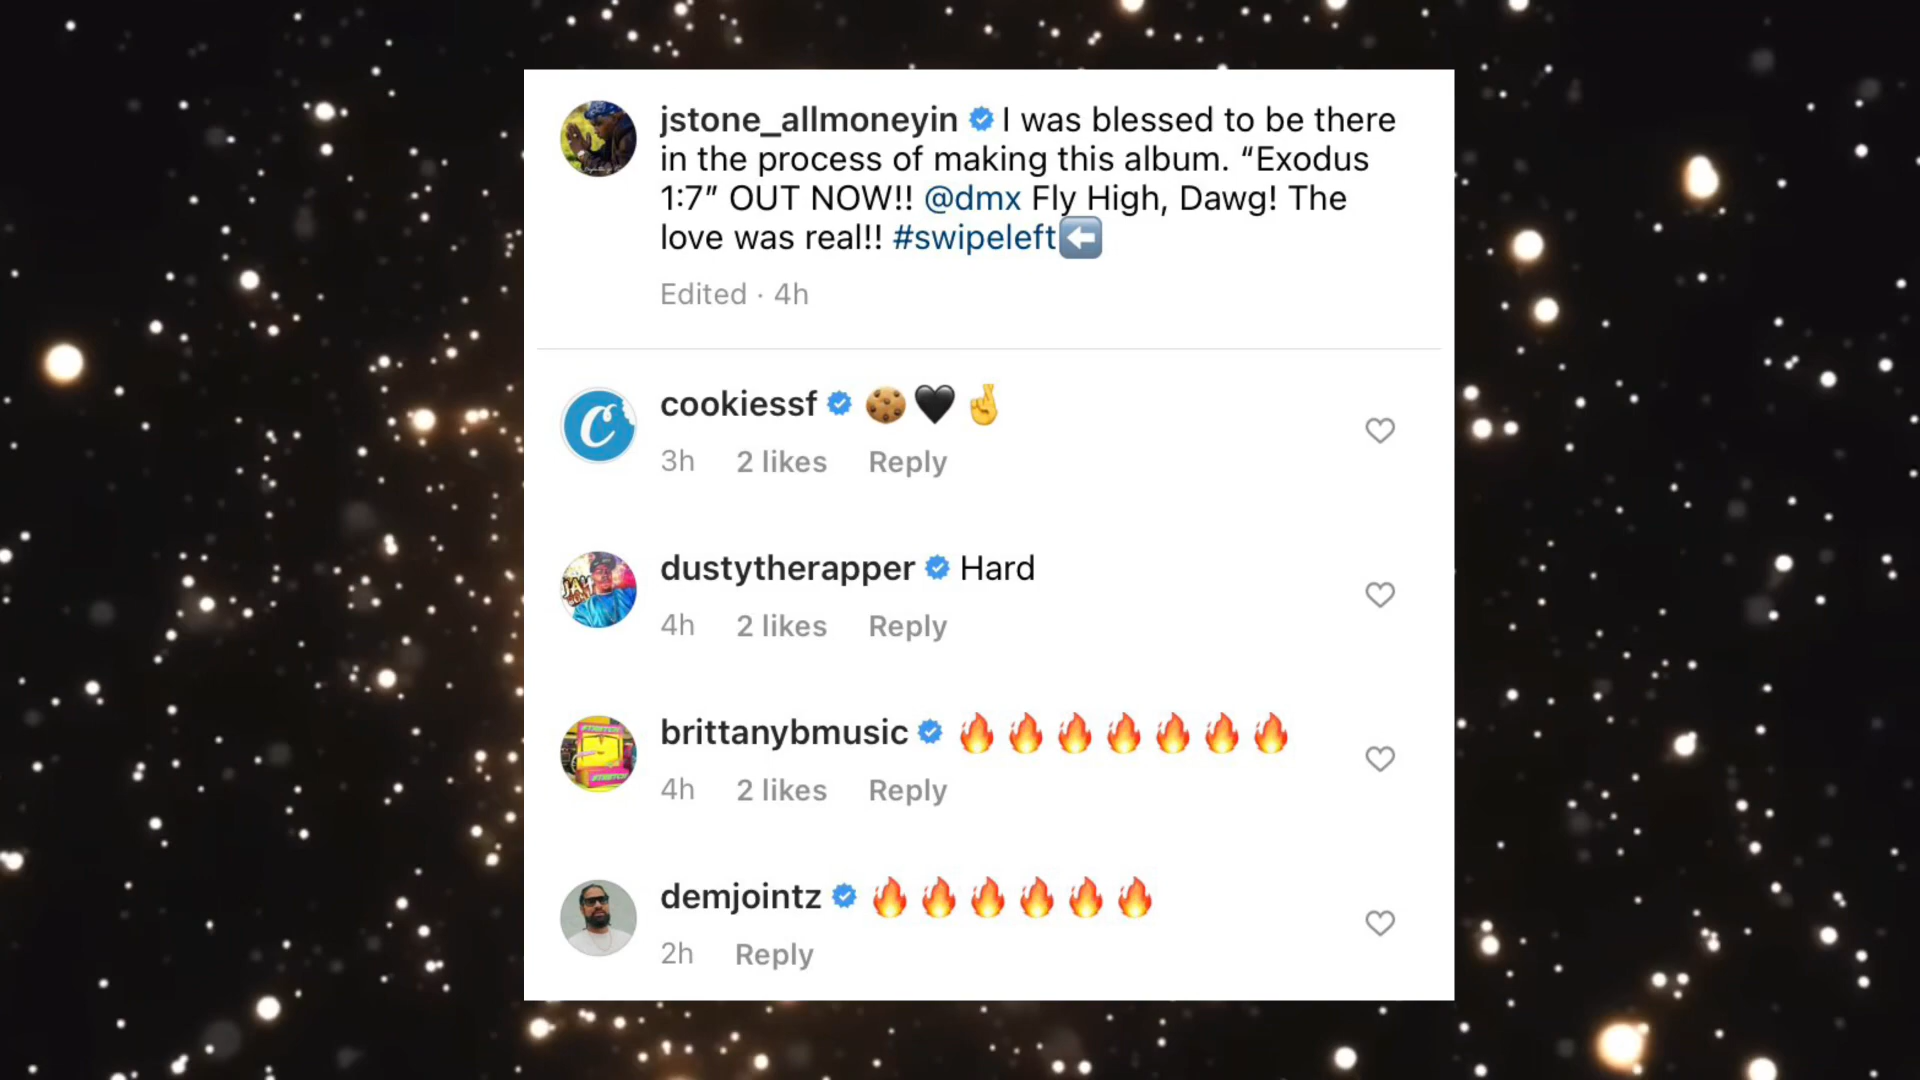 jstone_allmoneyin I was blessed to be there
in the process of making this album. “Exodus
1:7” OUT NOW!! @dmx Fly High, Dawg! The
love was real!! #swipeleft⬅️
Edited · 4h
cookiessf 🍪🖤🤞
3h 2 likes Reply
dustytherapper Hard
4h 2 likes Reply
brittanybmusic 🔥🔥🔥🔥🔥🔥🔥
4h 2 likes Reply
demjointz 🔥🔥🔥🔥🔥🔥
2h Reply